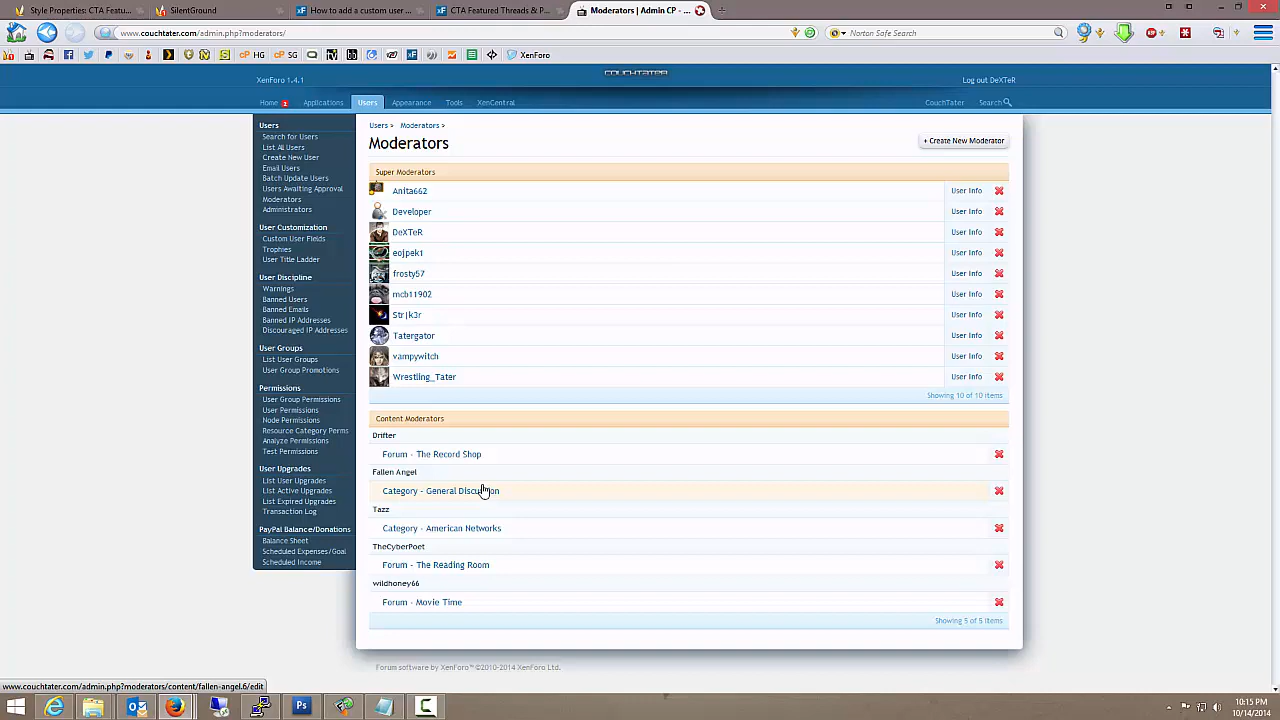 Style Properties: CTA Featu...
SilentGround
How to add a custom user ...
CTA Featured Threads & P...
Moderators | Admin CP - ...
www.couchtater.com/admin.php?moderators/
Norton Safe Search
cP HG
cP SG
XenForo
XenForo 1.4.1
COUCHTATER
Log out DeXTeR
Home 2
Applications
Users
Appearance
Tools
XenCentral
CouchTater
Search
Users
Search for Users
List All Users
Create New User
Email Users
Batch Update Users
Users Awaiting Approval
Moderators
Administrators
User Customization
Custom User Fields
Trophies
User Title Ladder
User Discipline
Warnings
Banned Users
Banned Emails
Banned IP Addresses
Discouraged IP Addresses
User Groups
List User Groups
User Group Promotions
Permissions
User Group Permissions
User Permissions
Node Permissions
Resource Category Perms
Analyze Permissions
Test Permissions
User Upgrades
List User Upgrades
List Active Upgrades
List Expired Upgrades
Transaction Log
PayPal Balance/Donations
Balance Sheet
Scheduled Expenses/Goal
Scheduled Income
Users >
Moderators >
Moderators
+ Create New Moderator
Super Moderators
Anita662 User Info
Developer User Info
DeXTeR User Info
eojpek1 User Info
frosty57 User Info
mcb11902 User Info
Str|k3r User Info
Tatergator User Info
vampywitch User Info
Wrestling_Tater User Info
Showing 10 of 10 items
Content Moderators
Drifter
Forum - The Record Shop
Fallen Angel
Category - General Discussion
Tazz
Category - American Networks
TheCyberPoet
Forum - The Reading Room
wildhoney66
Forum - Movie Time
Showing 5 of 5 items
Forum software by XenForo™ ©2010-2014 XenForo Ltd.
www.couchtater.com/admin.php?moderators/content/fallen-angel.6/edit
Ps
10:15 PM
10/14/2014